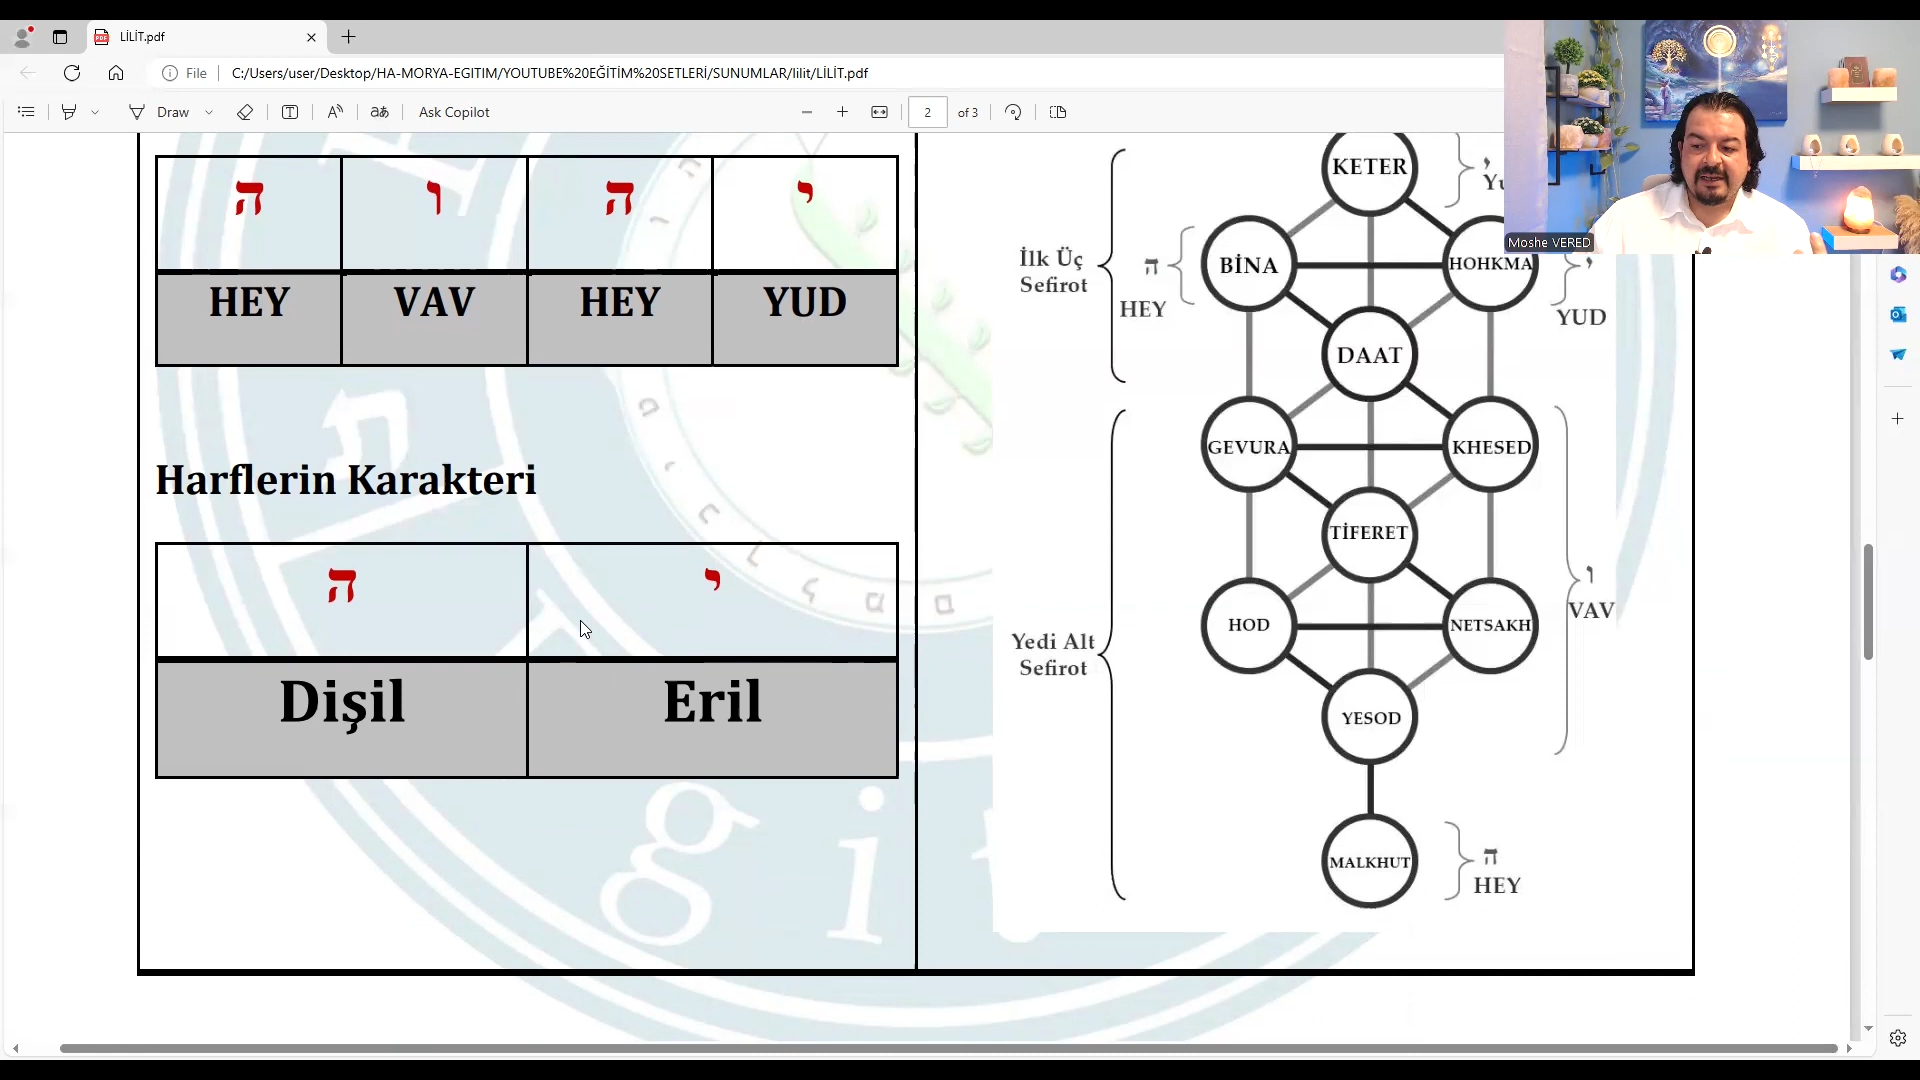 LİLİT.pdf
File
C:/Users/user/Desktop/HA-MORYA-EGITIM/YOUTUBE%20EĞİTİM%20SETLERİ/SUNUMLAR/lilit/LİLİT.pdf
Draw
Ask Copilot
2 of 3
Moshe VERED
ה ו ה י
HEY VAV HEY YUD
Harflerin Karakteri
ה י
Dişil Eril
KETER
י
İlk Üç
Sefirot
ה
HEY
BİNA
HOHKMA
י
YUD
DAAT
GEVURA
KHESED
TİFERET
ו
VAV
HOD
NETSAKH
Yedi Alt
Sefirot
YESOD
MALKHUT
ה
HEY